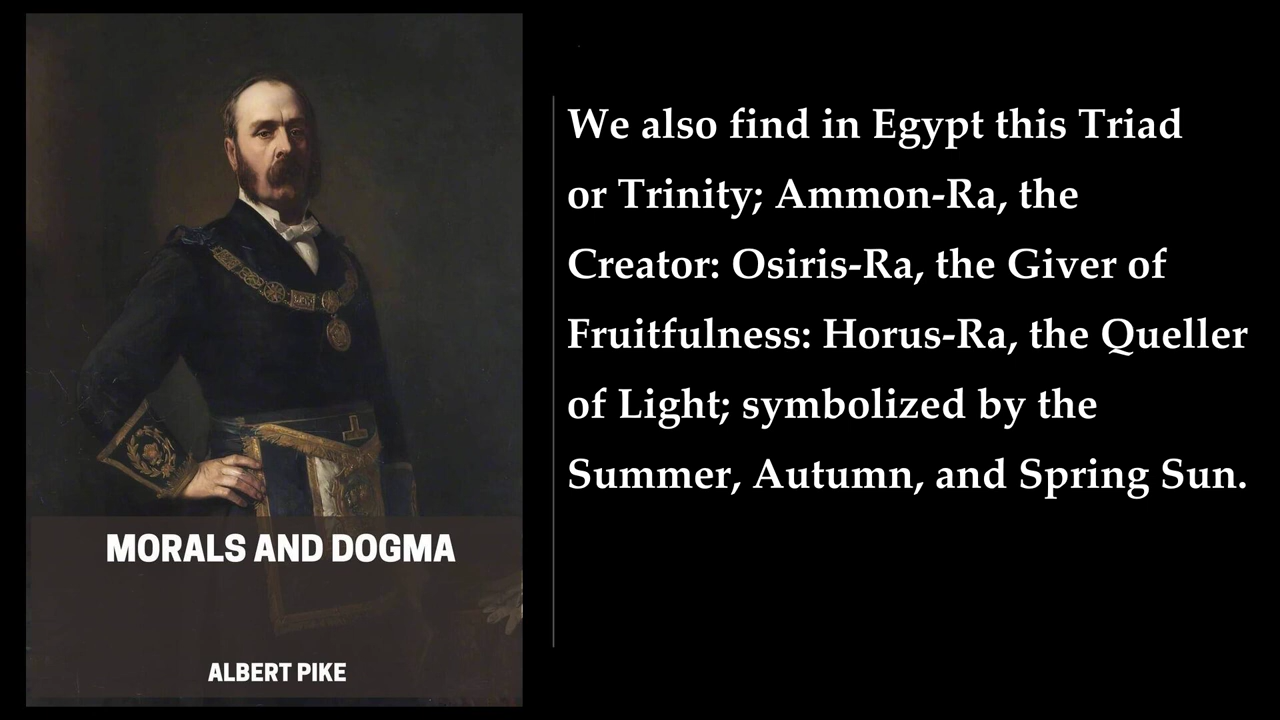 We also find in Egypt this Triad
or Trinity; Ammon-Ra, the
Creator: Osiris-Ra, the Giver of
Fruitfulness: Horus-Ra, the Queller
of Light; symbolized by the
Summer, Autumn, and Spring Sun.
MORALS AND DOGMA
ALBERT PIKE